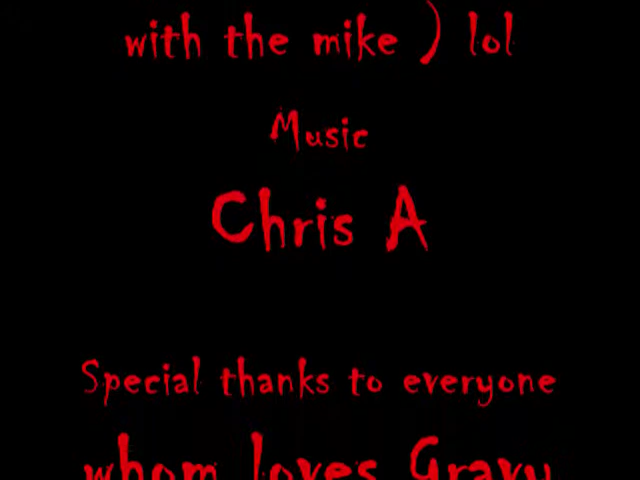 with the mike ) lol
Music
Chris A
Special thanks to everyone
whom loves Gravy